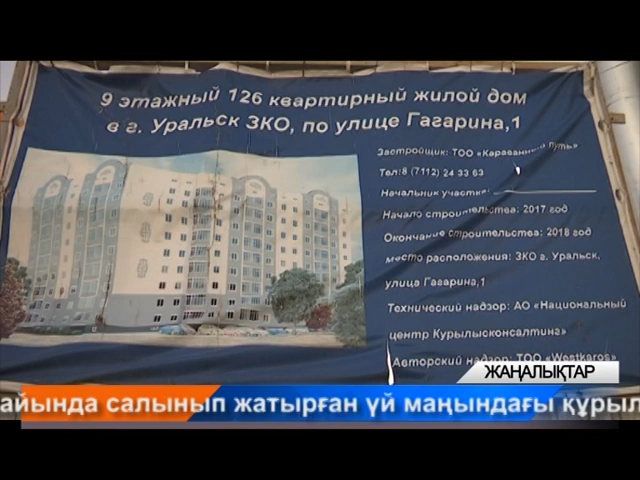 9 этажный 126 квартирный жилой дом
в г. Уральск ЗКО, по улице Гагарина,1
Застройщик: ТОО «Караванный путь»
Тел:8 (7112) 24 33 63
Начальник участка:
Начало строительства: 2017 год
Окончание строительства: 2018 год
место расположения: ЗКО г. Уральск,
улица Гагарина,1
Технический надзор: АО «Национальный
центр Курылысконсалтинга»
Авторский надзор: ТОО «Westkaros»
ЖАҢАЛЫҚТАР
айында салынып жатырған үй маңындағы құрыл